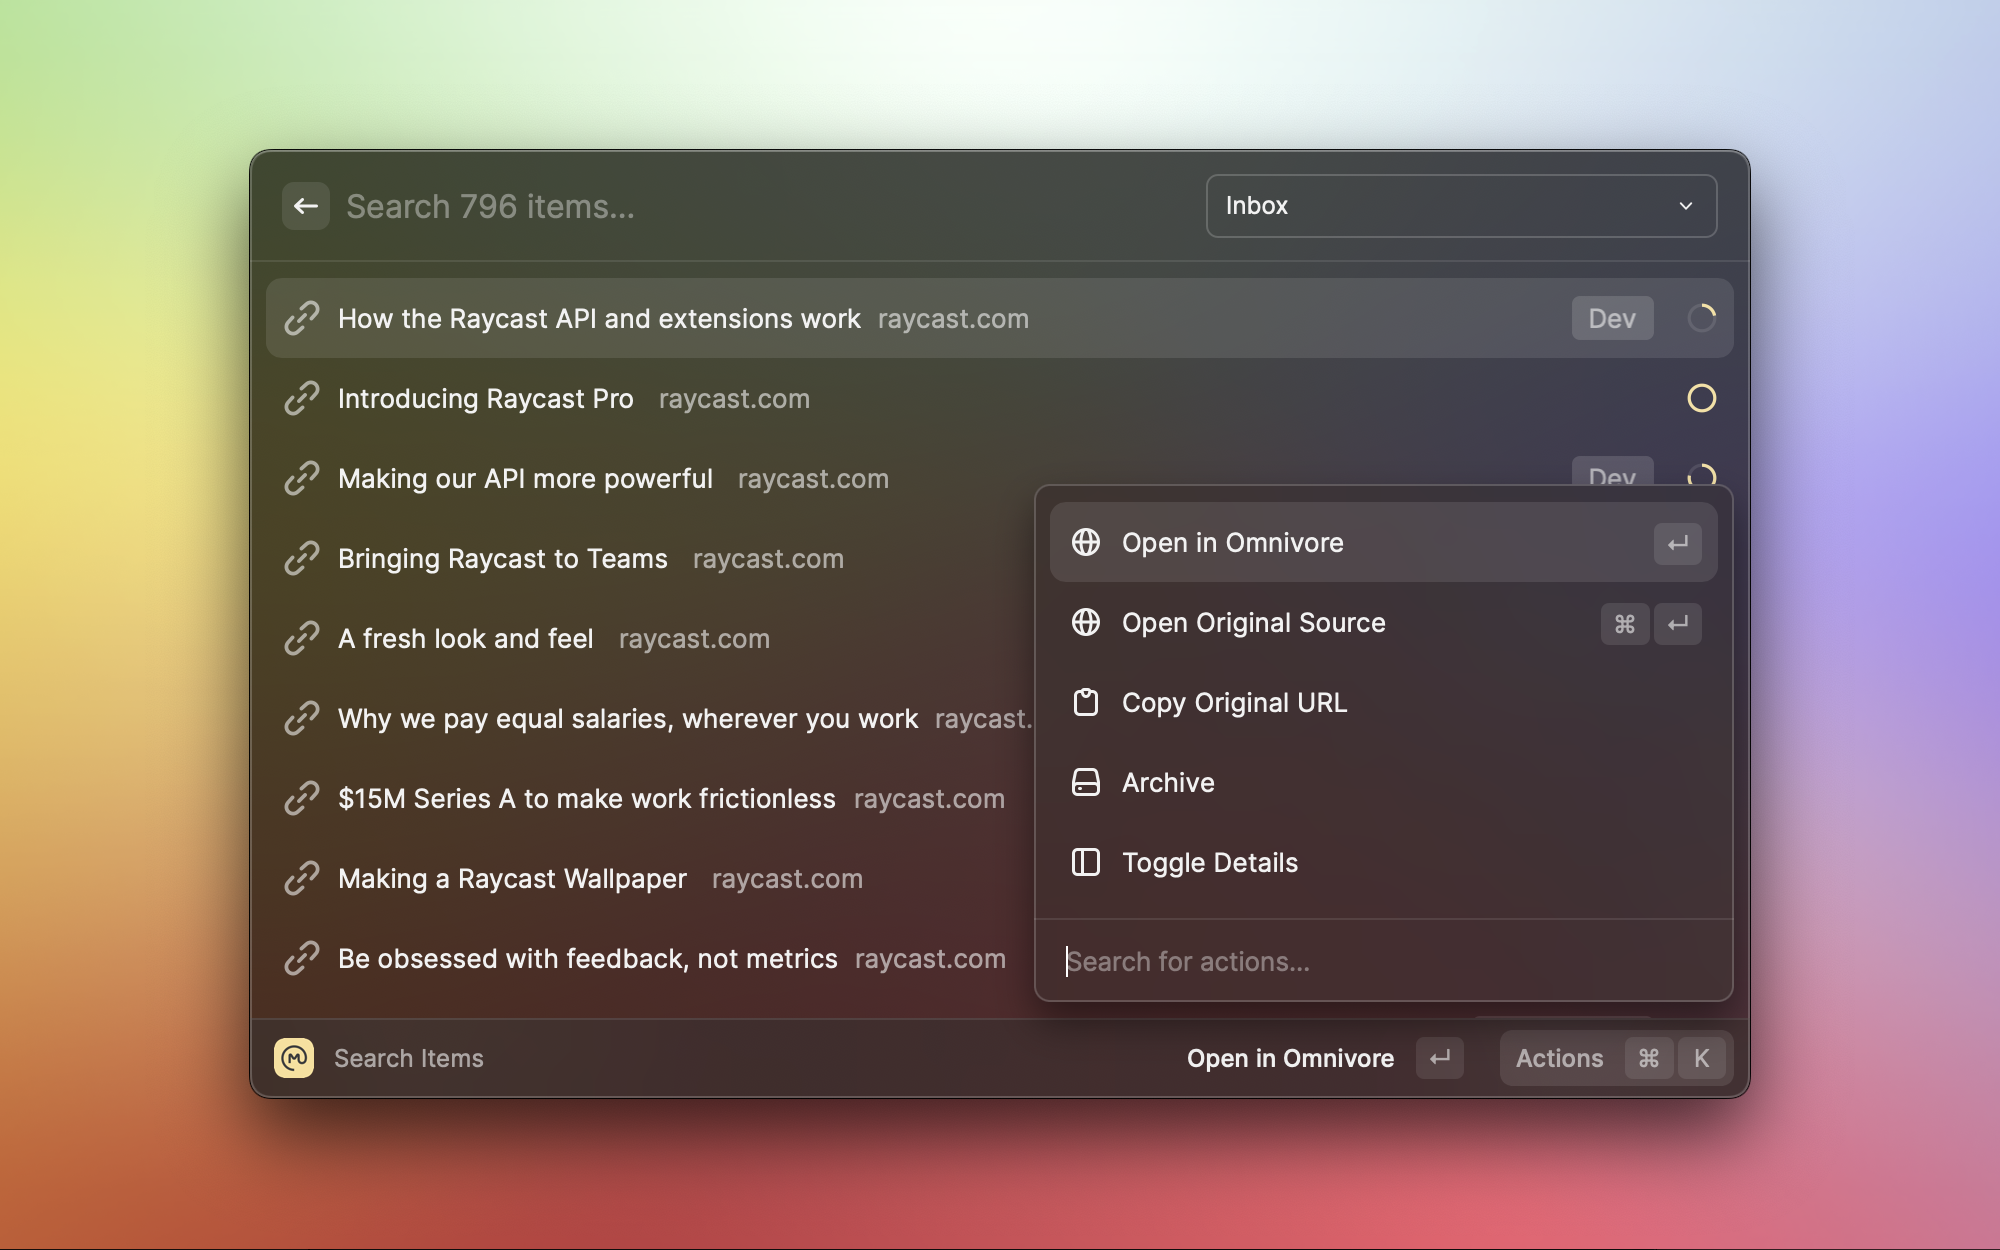 Search 796 items...
Inbox
How the Raycast API and extensions work raycast.com Dev
Introducing Raycast Pro raycast.com
Making our API more powerful raycast.com Dev
Bringing Raycast to Teams raycast.com
A fresh look and feel raycast.com
Why we pay equal salaries, wherever you work raycast.
$15M Series A to make work frictionless raycast.com
Making a Raycast Wallpaper raycast.com
Be obsessed with feedback, not metrics raycast.com
Open in Omnivore ↵
Open Original Source ⌘ ↵
Copy Original URL
Archive
Toggle Details
Search for actions...
Search Items
Open in Omnivore ↵
Actions ⌘ K